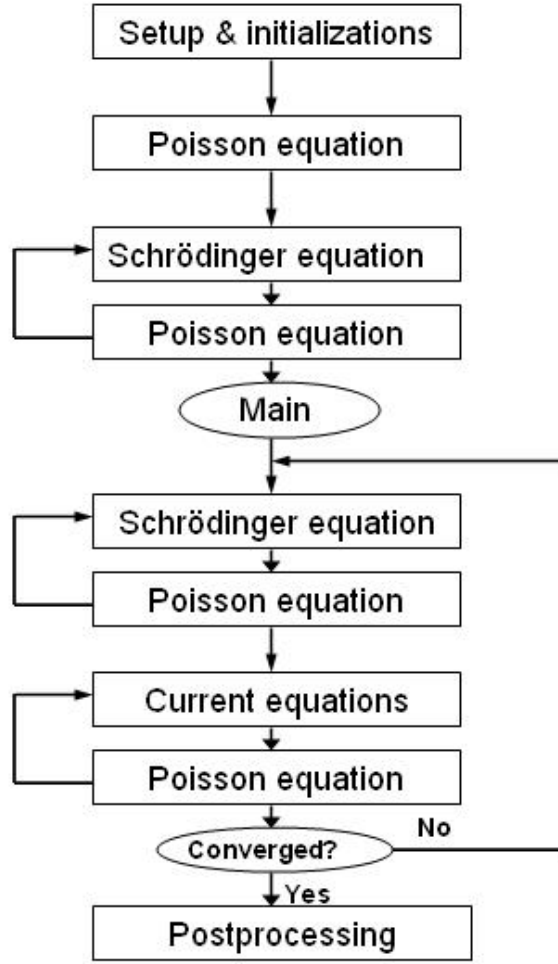 Setup & initializations
Poisson equation
Schrödinger equation
Poisson equation
Main
Schrödinger equation
Poisson equation
Current equations
Poisson equation
Converged?
No
Yes
Postprocessing